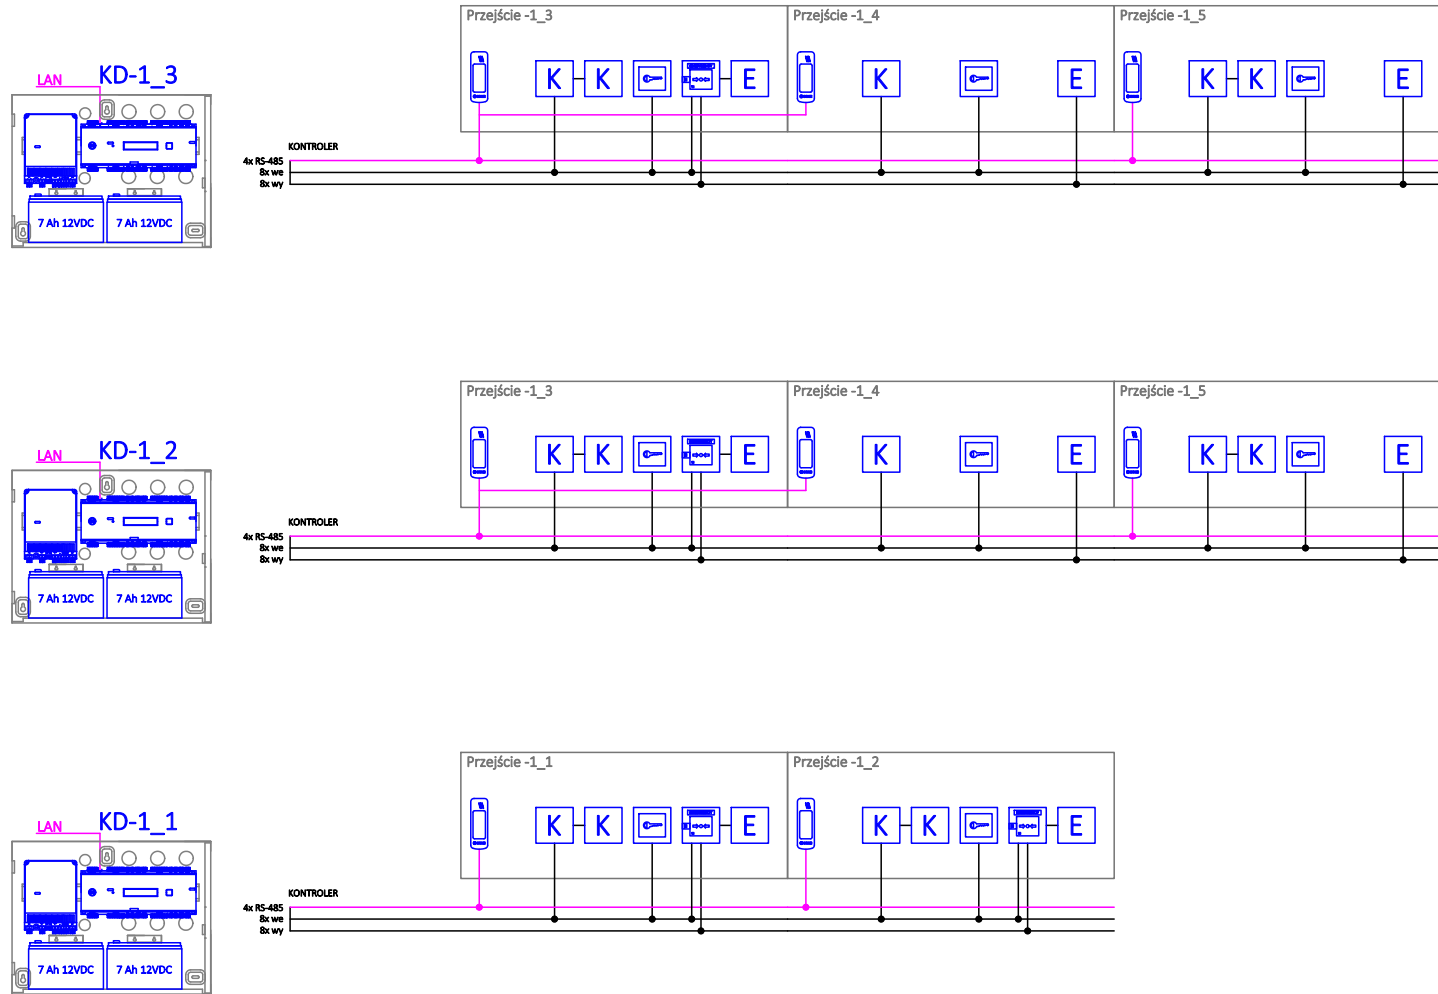 Przejście -1_3
Przejście -1_4
Przejście -1_5
LAN
KD-1_3
K
K
E
K
E
K
K
E
KONTROLER
4x RS-485
8x we
8x wy
7 Ah 12VDC
7 Ah 12VDC
Przejście -1_3
Przejście -1_4
Przejście -1_5
LAN
KD-1_2
K
K
E
K
E
K
K
E
KONTROLER
4x RS-485
8x we
8x wy
7 Ah 12VDC
7 Ah 12VDC
Przejście -1_1
Przejście -1_2
LAN
KD-1_1
K
K
E
K
K
E
KONTROLER
4x RS-485
8x we
8x wy
7 Ah 12VDC
7 Ah 12VDC